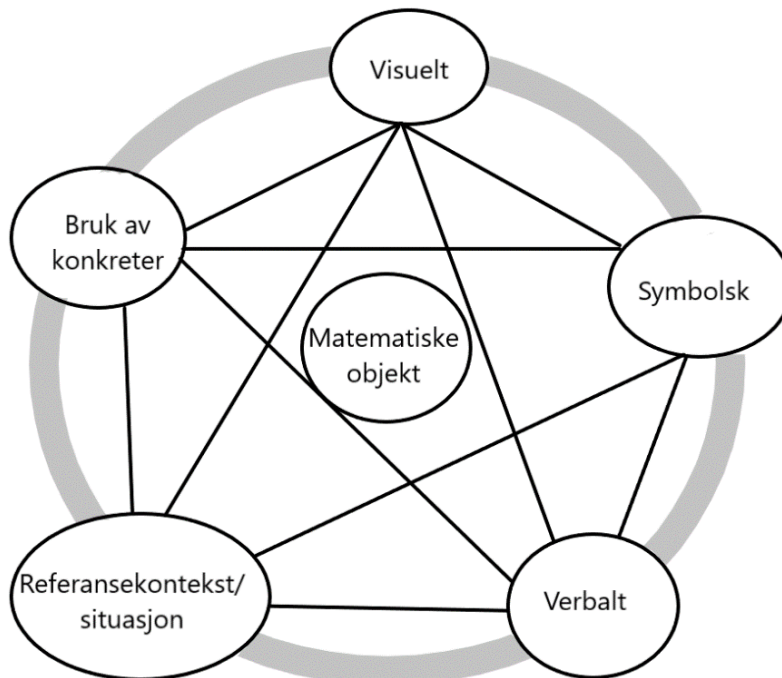 Visuelt
Bruk av
konkreter
Symbolsk
Matematiske
objekt
Referansekontekst/
situasjon
Verbalt